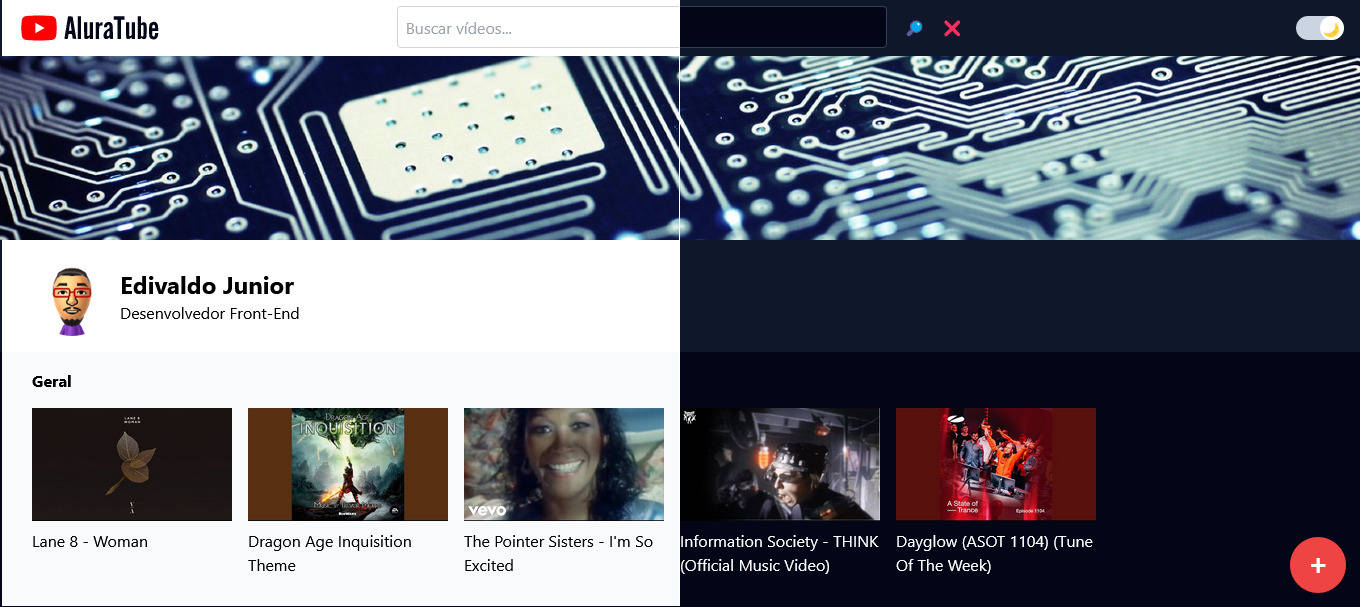 AluraTube
Buscar vídeos...
Edivaldo Junior
Desenvolvedor Front-End
Geral
LANE 8
WOMAN
DRAGON AGE
INQUISITION
vevo
A State of
Trance
Episode 1104
Lane 8 - Woman
Dragon Age Inquisition
Theme
The Pointer Sisters - I'm So
Excited
Information Society - THINK
(Official Music Video)
Dayglow (ASOT 1104) (Tune
Of The Week)
+